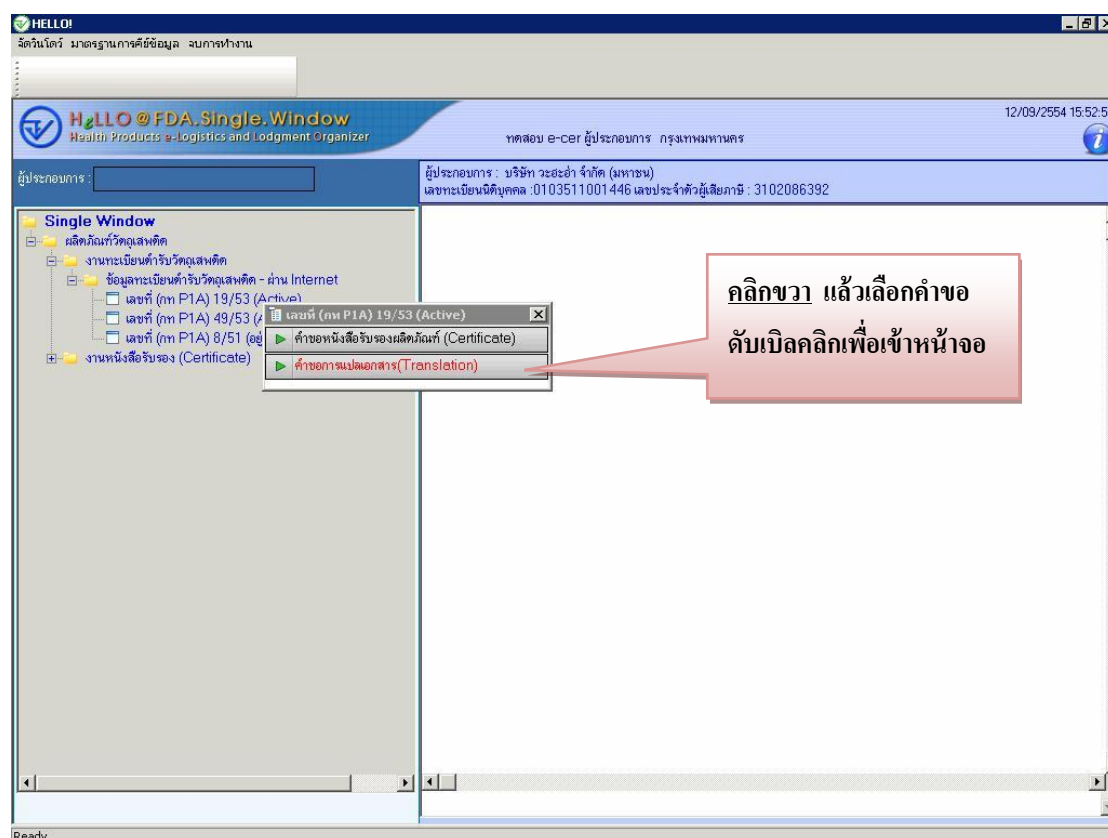 HELLO!
จัดวินโดว์ มาตรฐานการคีย์ข้อมูล จบการทำงาน
HeLLO @ FDA.Single.Window
Health Products e-Logistics and Lodgment Organizer
12/09/2554 15:52:5
ทดสอบ e-cer ผู้ประกอบการ กรุงเทพมหานคร
ผู้ประกอบการ :
ผู้ประกอบการ : บริษัท วะฮะฮ่า จำกัด (มหาชน)
เลขทะเบียนนิติบุคคล :0103511001446 เลขประจำตัวผู้เสียภาษี : 3102086392
Single Window
ผลิตภัณฑ์วัตถุเสพติด
งานทะเบียนตำรับวัตถุเสพติด
ข้อมูลทะเบียนตำรับวัตถุเสพติด - ผ่าน Internet
เลขที่ (กท P1A) 19/53 (Active)
เลขที่ (กท P1A) 49/53 (A
เลขที่ (กท P1A) 8/51 (อยู่
งานหนังสือรับรอง (Certificate)
เลขที่ (กท P1A) 19/53 (Active)
คำขอหนังสือรับรองผลิตภัณฑ์ (Certificate)
คำขอการแปลเอกสาร(Translation)
คลิกขวา แล้วเลือกคำขอ
ดับเบิลคลิกเพื่อเข้าหน้าจอ
Ready